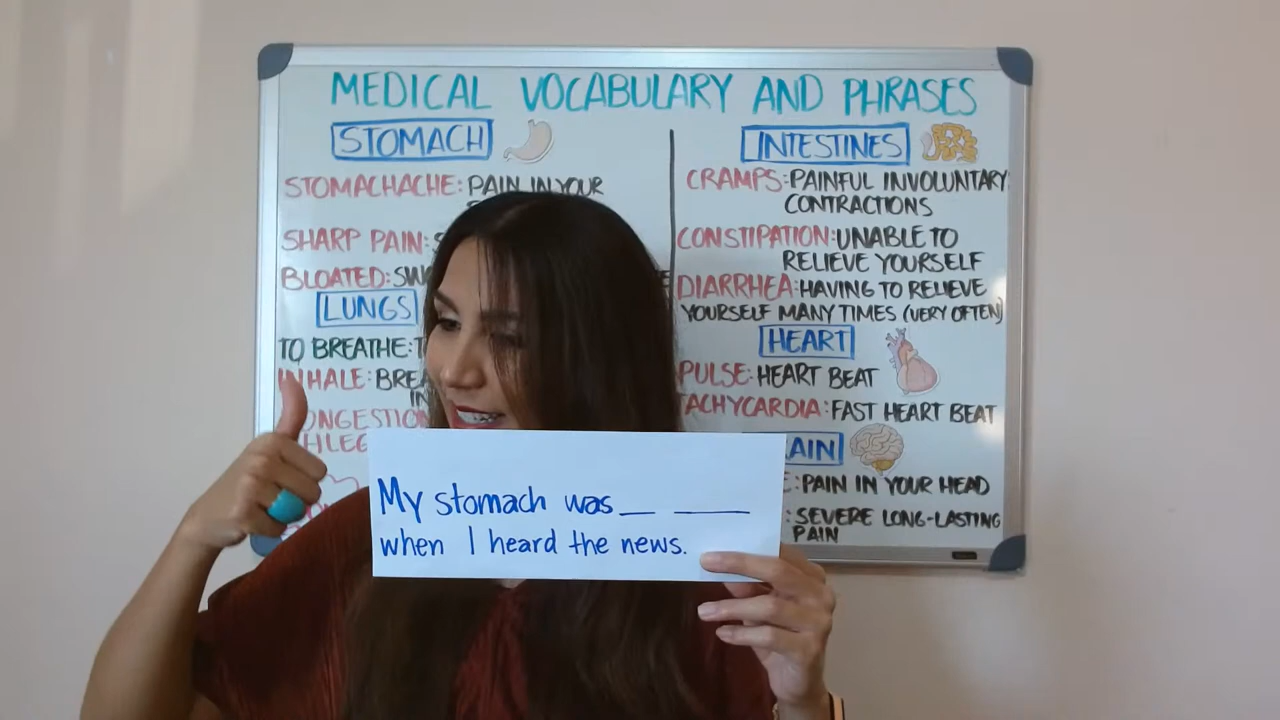 MEDICAL VOCABULARY AND PHRASES
STOMACH
STOMACHACHE: PAIN IN YOUR
SHARP PAIN:
BLOATED:
LUNGS
TO BREATHE:
INHALE:
INTESTINES
CRAMPS: PAINFUL INVOLUNTARY
CONTRACTIONS
CONSTIPATION: UNABLE TO
RELIEVE YOURSELF
DIARRHEA: HAVING TO RELIEVE
YOURSELF MANY TIMES (VERY OFTEN)
HEART
PULSE: HEART BEAT
TACHYCARDIA: FAST HEART BEAT
: PAIN IN YOUR HEAD
: SEVERE LONG-LASTING
PAIN
My stomach was __ ____
when I heard the news.